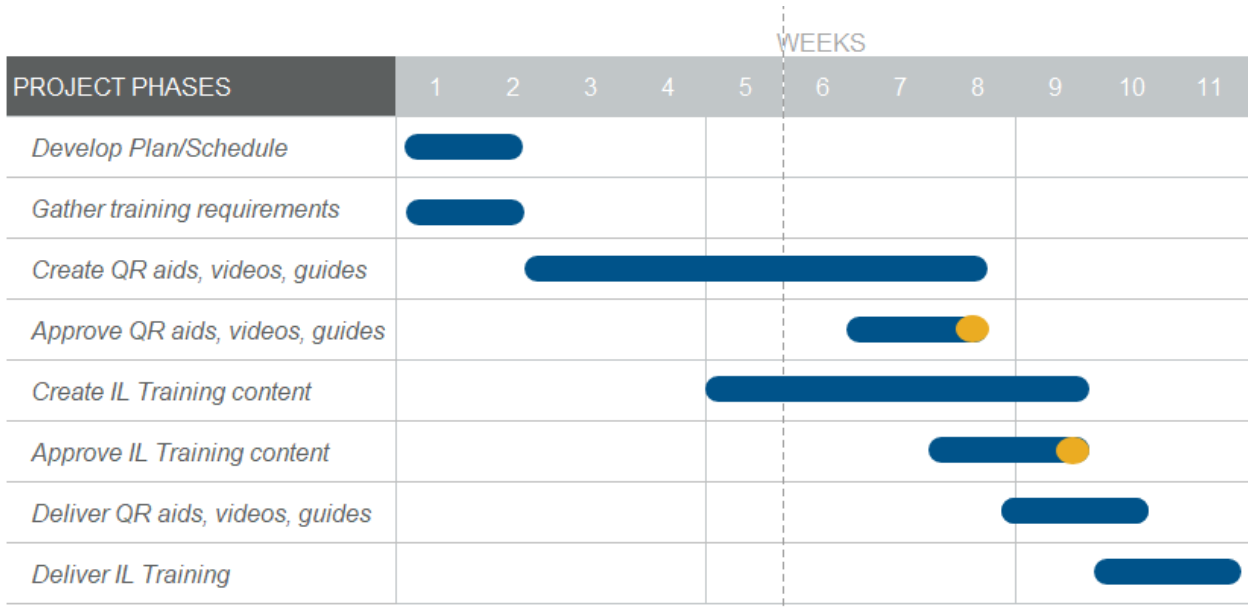 WEEKS
PROJECT PHASES 1 2 3 4 5 6 7 8 9 10 11
Develop Plan/Schedule
Gather training requirements
Create QR aids, videos, guides
Approve QR aids, videos, guides
Create IL Training content
Approve IL Training content
Deliver QR aids, videos, guides
Deliver IL Training